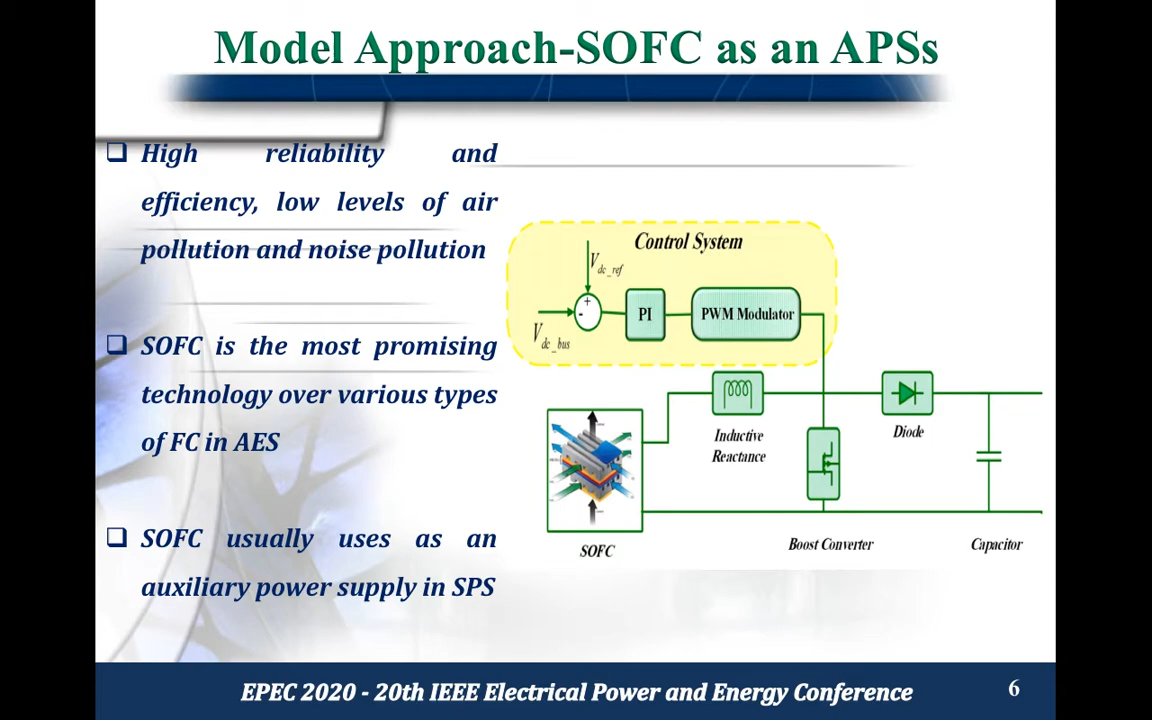 Model Approach-SOFC as an APSs
❑ High reliability and
efficiency, low levels of air
pollution and noise pollution
❑ SOFC is the most promising
technology over various types
of FC in AES
❑ SOFC usually uses as an
auxiliary power supply in SPS
Control System
V dc_ref
+
-
PI
PWM Modulator
V dc_bus
Inductive
Reactance
Diode
SOFC
Boost Converter
Capacitor
EPEC 2020 - 20th IEEE Electrical Power and Energy Conference
6